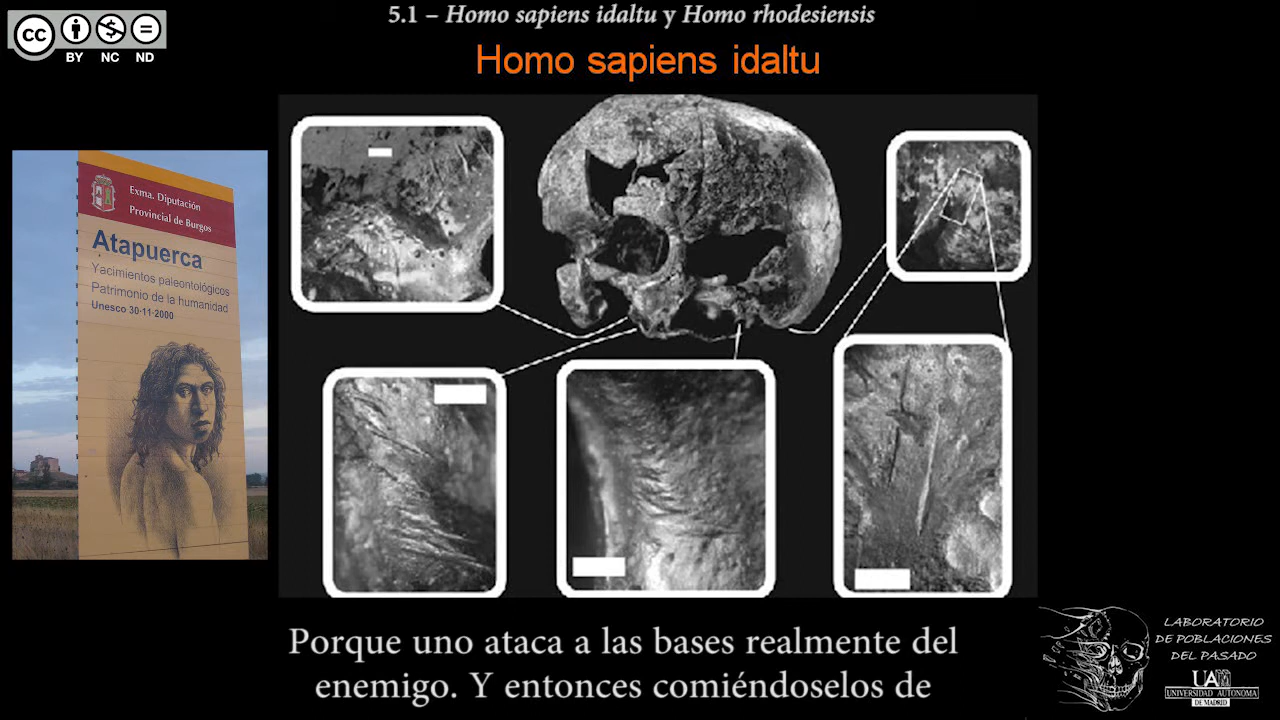 5.1 – Homo sapiens idaltu y Homo rhodesiensis
cc
BY NC ND
Homo sapiens idaltu
Exma. Diputación
Provincial de Burgos
Atapuerca
Yacimientos paleontológicos
Patrimonio de la humanidad
Unesco 30-11-2000
Porque uno ataca a las bases realmente del
enemigo. Y entonces comiéndoselos de
LABORATORIO
DE POBLACIONES
DEL PASADO
UAM
UNIVERSIDAD AUTONOMA
DE MADRID